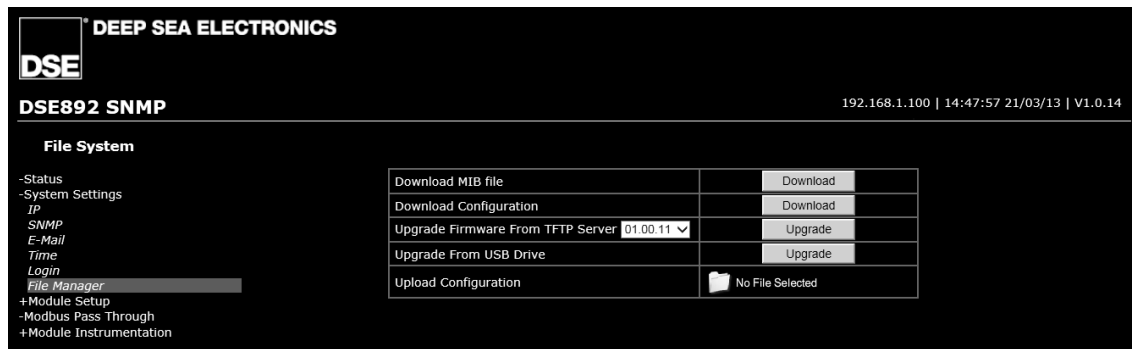 DEEP SEA ELECTRONICS
DSE
DSE892 SNMP
192.168.1.100 | 14:47:57 21/03/13 | V1.0.14
File System
-Status
-System Settings
IP
SNMP
E-Mail
Time
Login
File Manager
+Module Setup
-Modbus Pass Through
+Module Instrumentation
Download MIB file Download
Download Configuration Download
Upgrade Firmware From TFTP Server 01.00.11 Upgrade
Upgrade From USB Drive Upgrade
Upload Configuration No File Selected